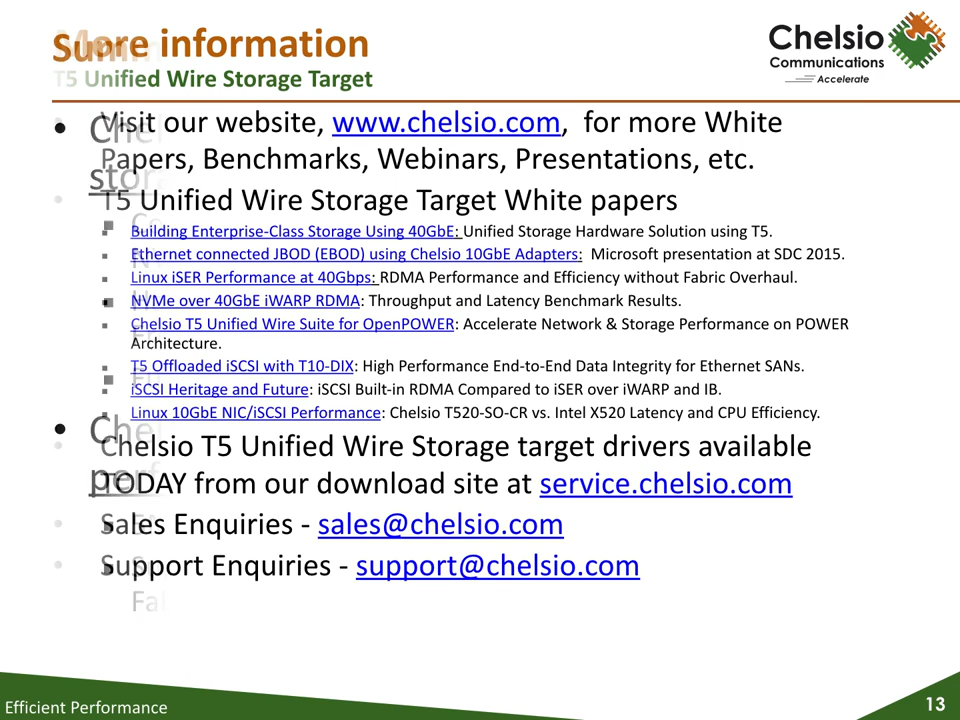 More information
T5 Unified Wire Storage Target
Chelsio
Communications
Accelerate
Visit our website, www.chelsio.com, for more White
Papers, Benchmarks, Webinars, Presentations, etc.
T5 Unified Wire Storage Target White papers
Building Enterprise-Class Storage Using 40GbE: Unified Storage Hardware Solution using T5.
Ethernet connected JBOD (EBOD) using Chelsio 10GbE Adapters: Microsoft presentation at SDC 2015.
Linux iSER Performance at 40Gbps: RDMA Performance and Efficiency without Fabric Overhaul.
NVMe over 40GbE iWARP RDMA: Throughput and Latency Benchmark Results.
Chelsio T5 Unified Wire Suite for OpenPOWER: Accelerate Network & Storage Performance on POWER
Architecture.
T5 Offloaded iSCSI with T10-DIX: High Performance End-to-End Data Integrity for Ethernet SANs.
iSCSI Heritage and Future: iSCSI Built-in RDMA Compared to iSER over iWARP and IB.
Linux 10GbE NIC/iSCSI Performance: Chelsio T520-SO-CR vs. Intel X520 Latency and CPU Efficiency.
Chelsio T5 Unified Wire Storage target drivers available
TODAY from our download site at service.chelsio.com
Sales Enquiries - sales@chelsio.com
Support Enquiries - support@chelsio.com
Efficient Performance
13